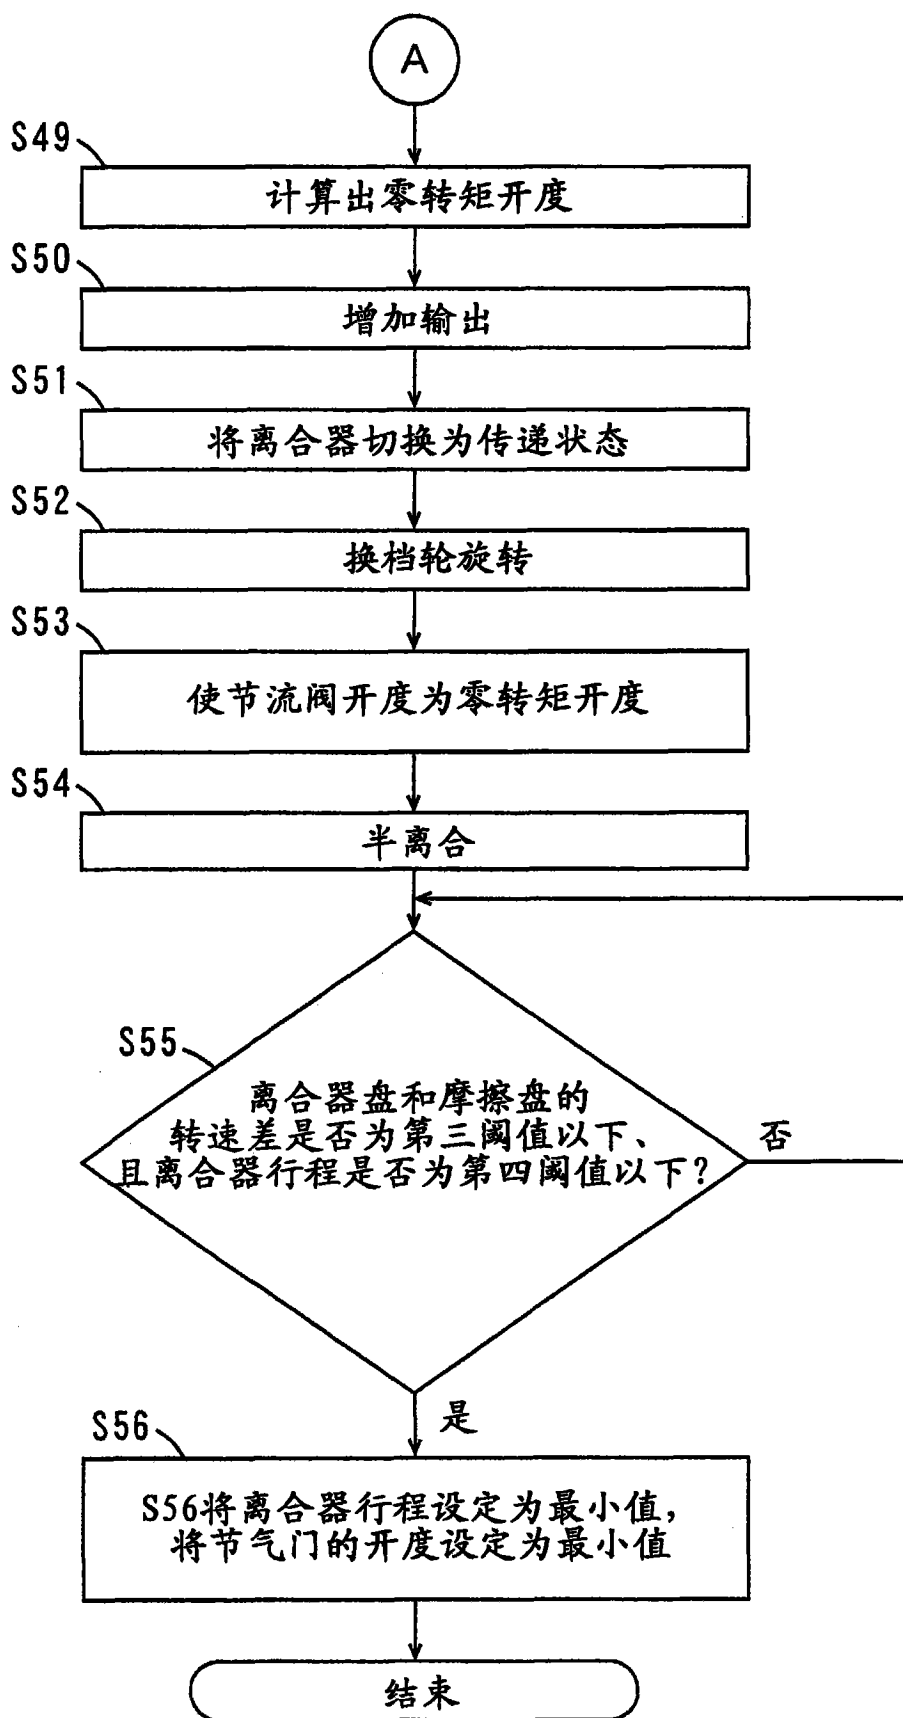 A
S49
计算出零转矩开度
S50
增加输出
S51
将离合器切换为传递状态
S52
换档轮旋转
S53
使节流阀开度为零转矩开度
S54
半离合
S55
离合器盘和摩擦盘的
转速差是否为第三阈值以下、
且离合器行程是否为第四阈值以下?
否
是
S56
S56将离合器行程设定为最小值,
将节气门的开度设定为最小值
结束